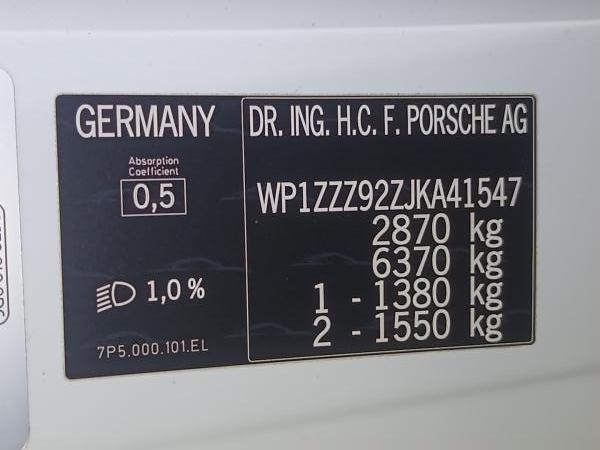 GERMANY
Absorption
Coefficient
0,5
1,0 %
7P5.000.101.EL
DR. ING. H.C. F. PORSCHE AG
WP1ZZZ92ZJKA41547
2870 kg
6370 kg
1 - 1380 kg
2 - 1550 kg